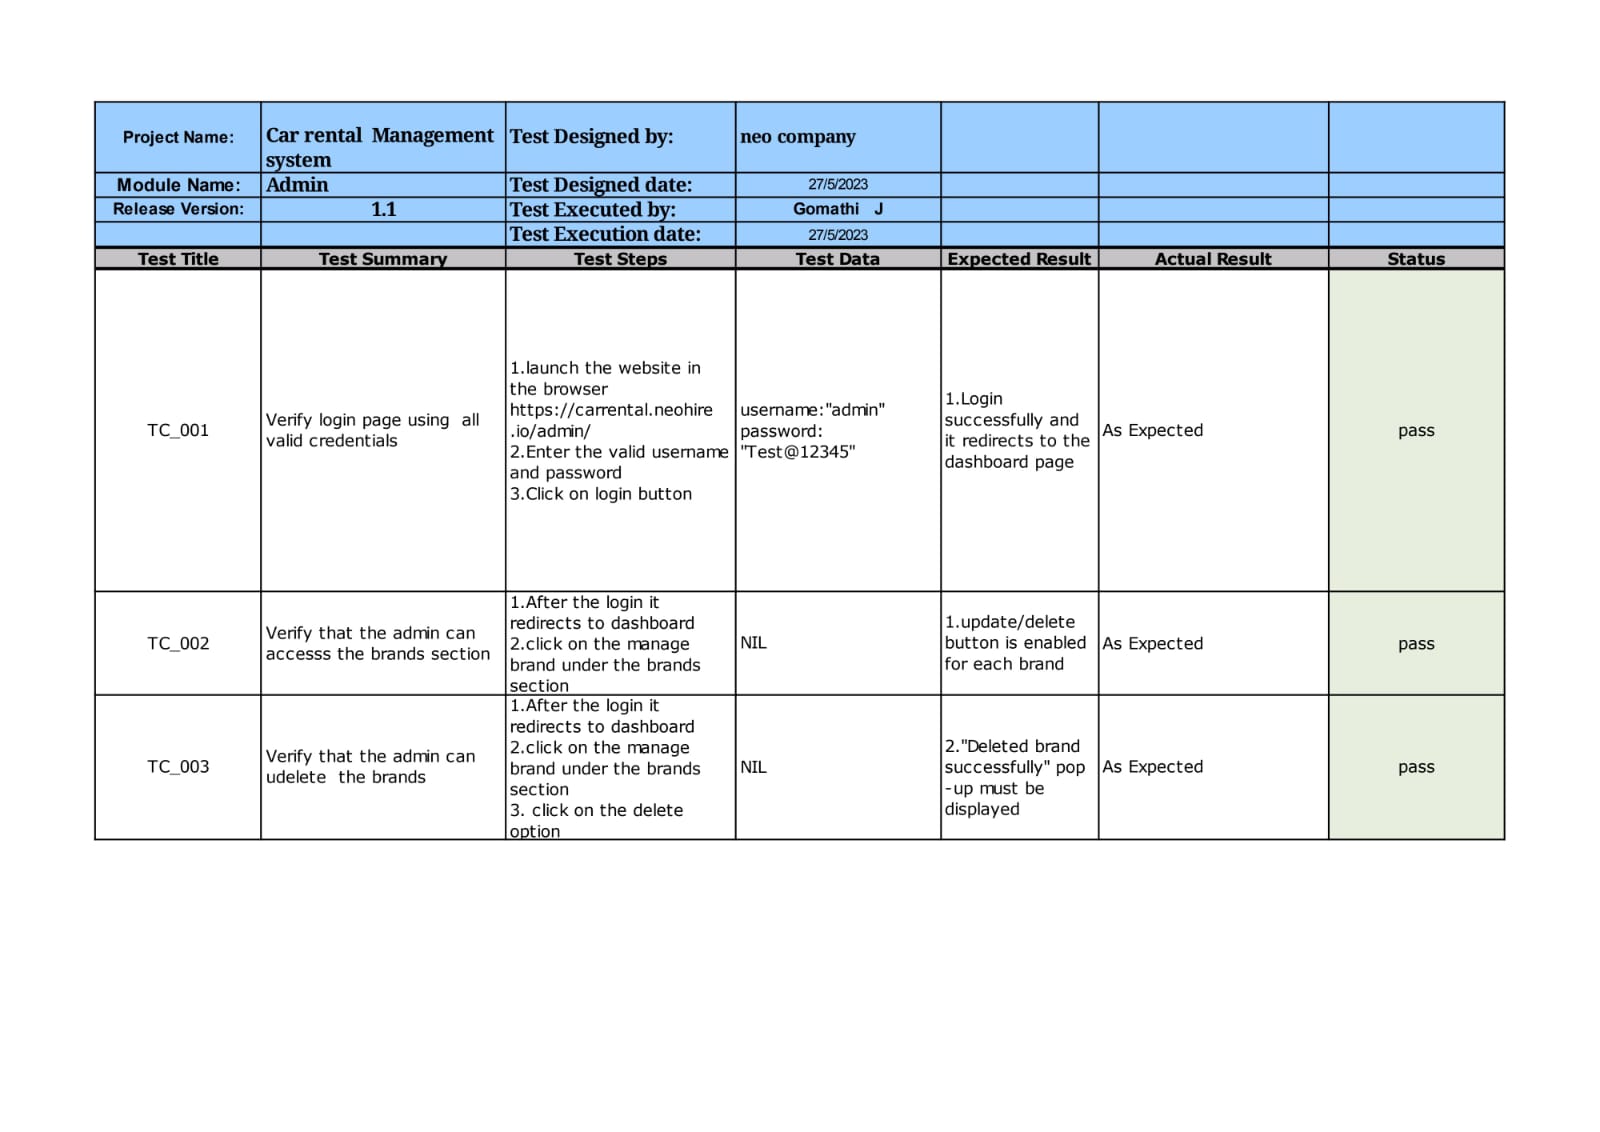 Project Name:
Car rental  Management
system
Test Designed by:
neo company
Module Name:
Admin
Test Designed date:
27/5/2023
Release Version:
1.1
Test Executed by:
Gomathi   J
Test Execution date:
27/5/2023
Test Title
Test Summary
Test Steps
Test Data
Expected Result
Actual Result
Status
TC_001
Verify login page using  all
valid credentials
1.launch the website in
the browser
https://carrental.neohire
.io/admin/
2.Enter the valid username
and password
3.Click on login button
username:"admin"
password:
"Test@12345"
1.Login
successfully and
it redirects to the
dashboard page
As Expected
pass
TC_002
Verify that the admin can
accesss the brands section
1.After the login it
redirects to dashboard
2.click on the manage
brand under the brands
section
NIL
1.update/delete
button is enabled
for each brand
As Expected
pass
TC_003
Verify that the admin can
udelete  the brands
1.After the login it
redirects to dashboard
2.click on the manage
brand under the brands
section
3. click on the delete
option
NIL
2."Deleted brand
successfully" pop
-up must be
displayed
As Expected
pass